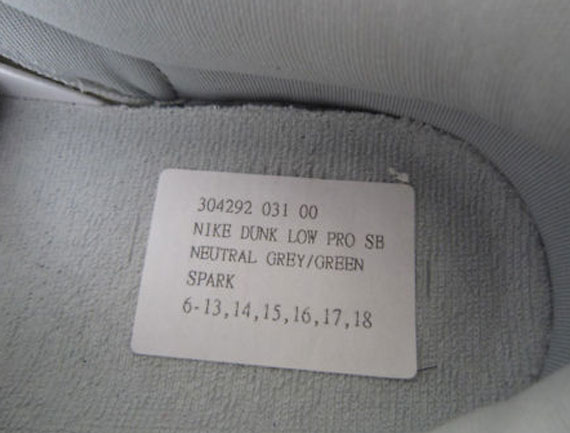 304292 031 00
NIKE DUNK LOW PRO SB
NEUTRAL GREY/GREEN
SPARK
6-13,14,15,16,17,18